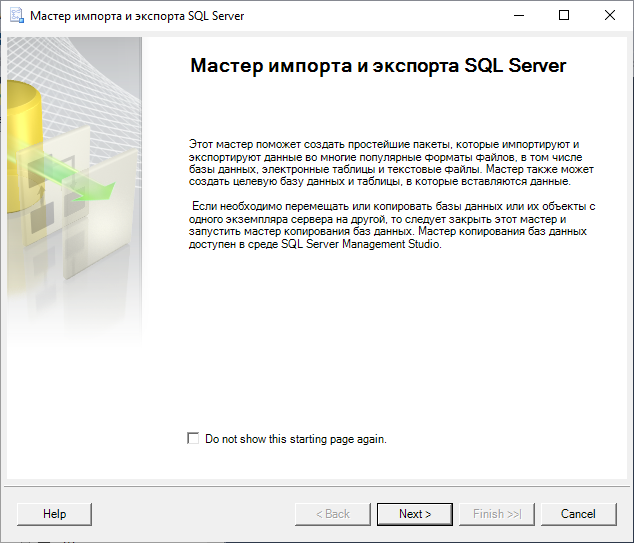 Мастер импорта и экспорта SQL Server
Мастер импорта и экспорта SQL Server
Этот мастер поможет создать простейшие пакеты, которые импортируют и
экспортируют данные во многие популярные форматы файлов, в том числе
базы данных, электронные таблицы и текстовые файлы. Мастер также может
создать целевую базу данных и таблицы, в которые вставляются данные.
Если необходимо перемещать или копировать базы данных или их объекты с
одного экземпляра сервера на другой, то следует закрыть этот мастер и
запустить мастер копирования баз данных. Мастер копирования баз данных
доступен в среде SQL Server Management Studio.
Do not show this starting page again.
Help
< Back
Next >
Finish >>|
Cancel